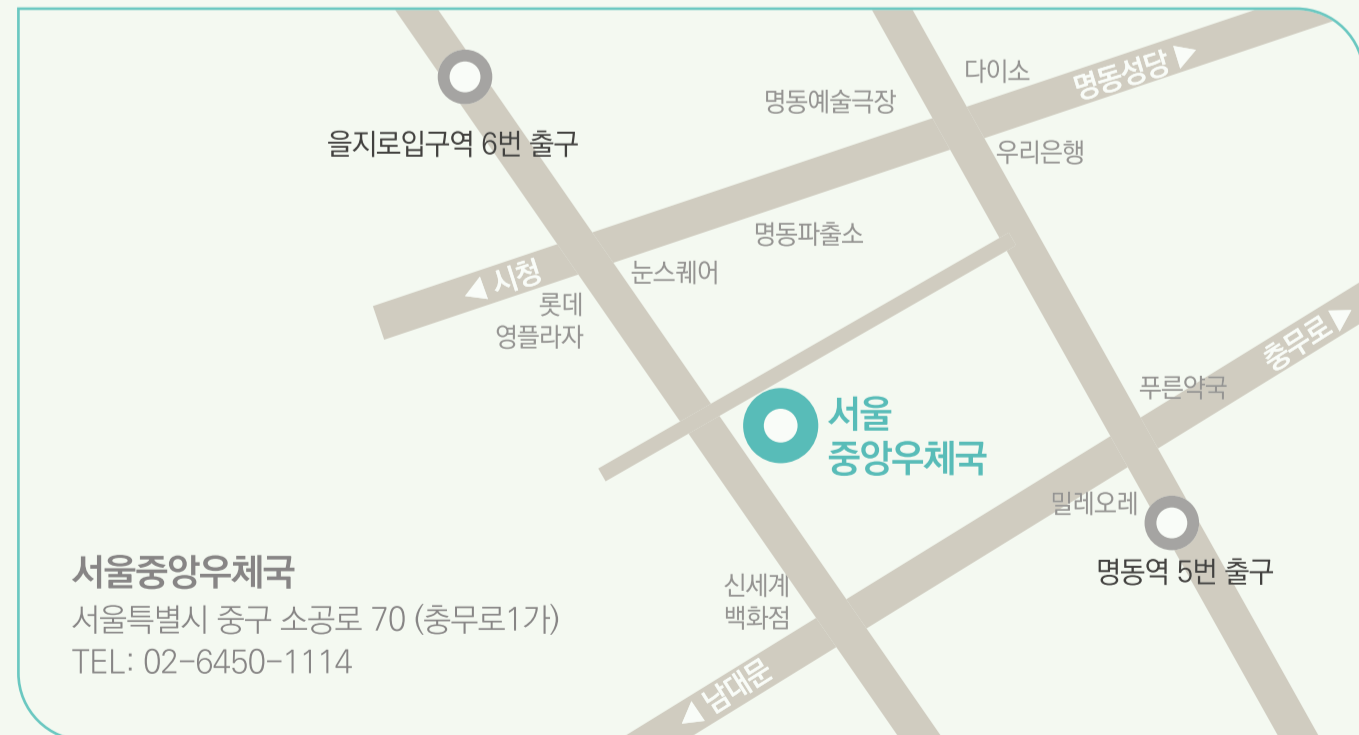 다이소
명동성당 ▶
명동예술극장
을지로입구역 6번 출구
우리은행
명동파출소
◀ 시청
눈스퀘어
롯데
영플라자
충무로▶
푸른약국
서울
중앙우체국
밀레오레
명동역 5번 출구
신세계
백화점
◀ 남대문
서울중앙우체국
서울특별시 중구 소공로 70 (충무로1가)
TEL: 02-6450-1114